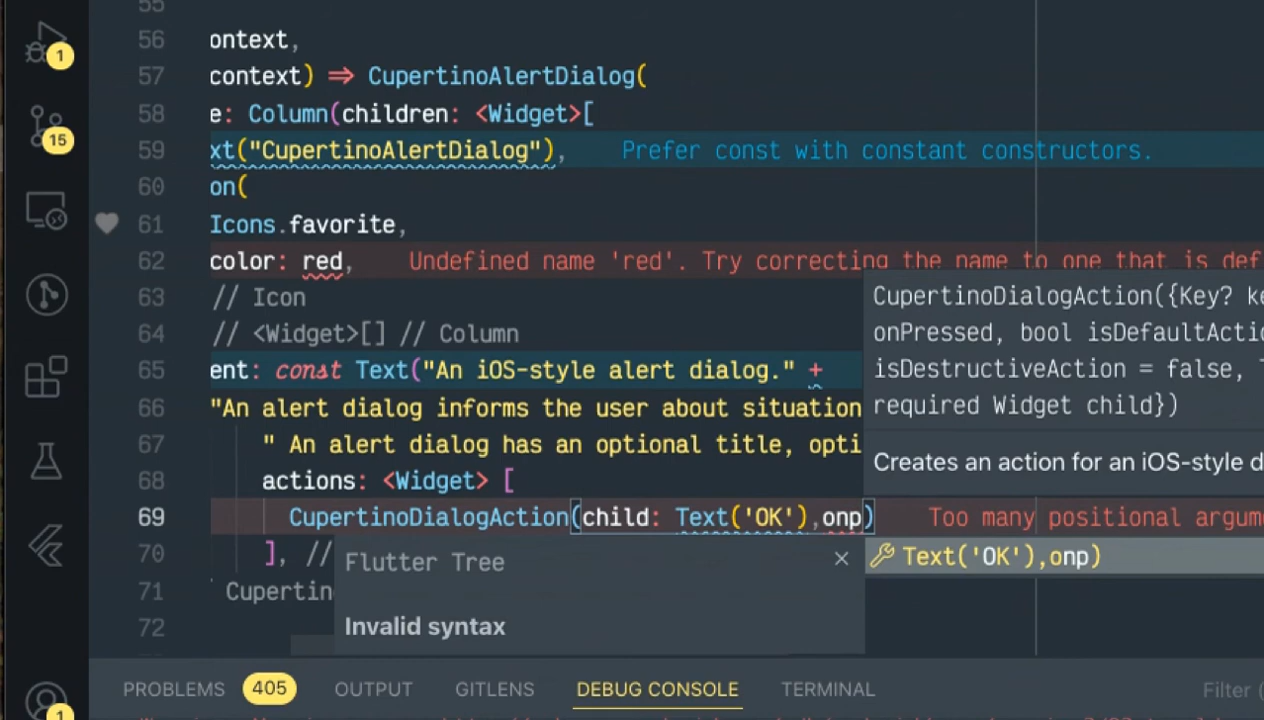 55
1
56 ontext,
57 context) => CupertinoAlertDialog(
58 e: Column(children: <Widget>[
15
59 xt("CupertinoAlertDialog"), Prefer const with constant constructors.
60 on(
61 Icons.favorite,
62 color: red, Undefined name 'red'. Try correcting the name to one that is def
63 // Icon
CupertinoDialogAction({Key? ke
64 // <Widget>[] // Column
onPressed, bool isDefaultActio
65 ent: const Text("An iOS-style alert dialog." +
isDestructiveAction = false, T
66 "An alert dialog informs the user about situation
required Widget child})
67 " An alert dialog has an optional title, opti
Creates an action for an iOS-style d
68 actions: <Widget> [
69 CupertinoDialogAction(child: Text('OK'),onp) Too many positional argum
70 ], //
Text('OK'),onp)
Flutter Tree
71 Cupertin
Invalid syntax
72
PROBLEMS 405 OUTPUT GITLENS DEBUG CONSOLE TERMINAL Filter (
1